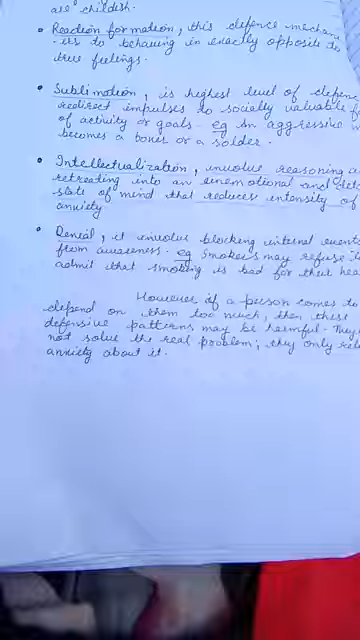 are childish.
• Reaction formation, this defence mechan
-ifs to behaving in exactly opposite to
true feelings.
• Sublimation, is highest level of defence
redirect impulses to socially valuable f
of activity or goals. eg An aggressive
becomes a boxer or a solder.
• Intellectualization, involve reasoning a
retreating into an unemotional and det
state of mind that reduces intensity of
anxiety
• Denial, it involve blocking internal events
from awareness. eg Smokers may refuse to
admit that smoking is bad for their hea
However if a person comes to
depend on them too much, then these
defensive patterns may be harmful. They
not solve the real problem; they only rel
anxiety about it.